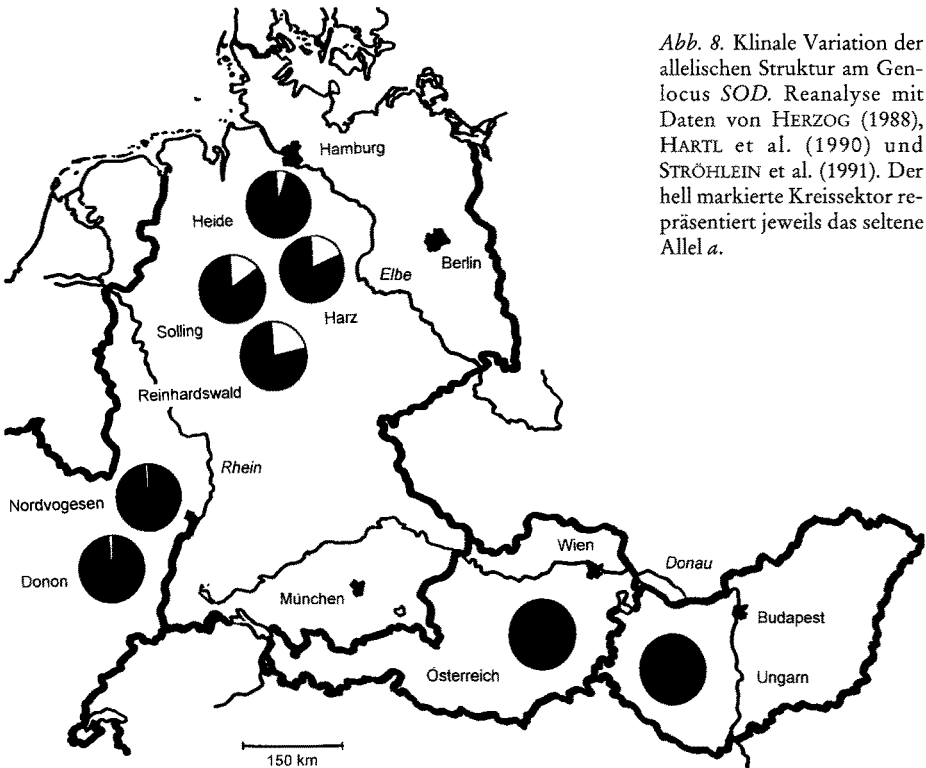 Abb. 8. Klinale Variation der
allelischen Struktur am Gen-
locus SOD. Reanalyse mit
Daten von HERZOG (1988),
HARTL et al. (1990) und
STRÖHLEIN et al. (1991). Der
hell markierte Kreissektor re-
präsentiert jeweils das seltene
Allel a.
Hamburg
Heide
Berlin
Elbe
Solling
Harz
Reinhardswald
Rhein
Nordvogesen
Donon
Wien
Donau
München
Budapest
Österreich
Ungarn
150 km